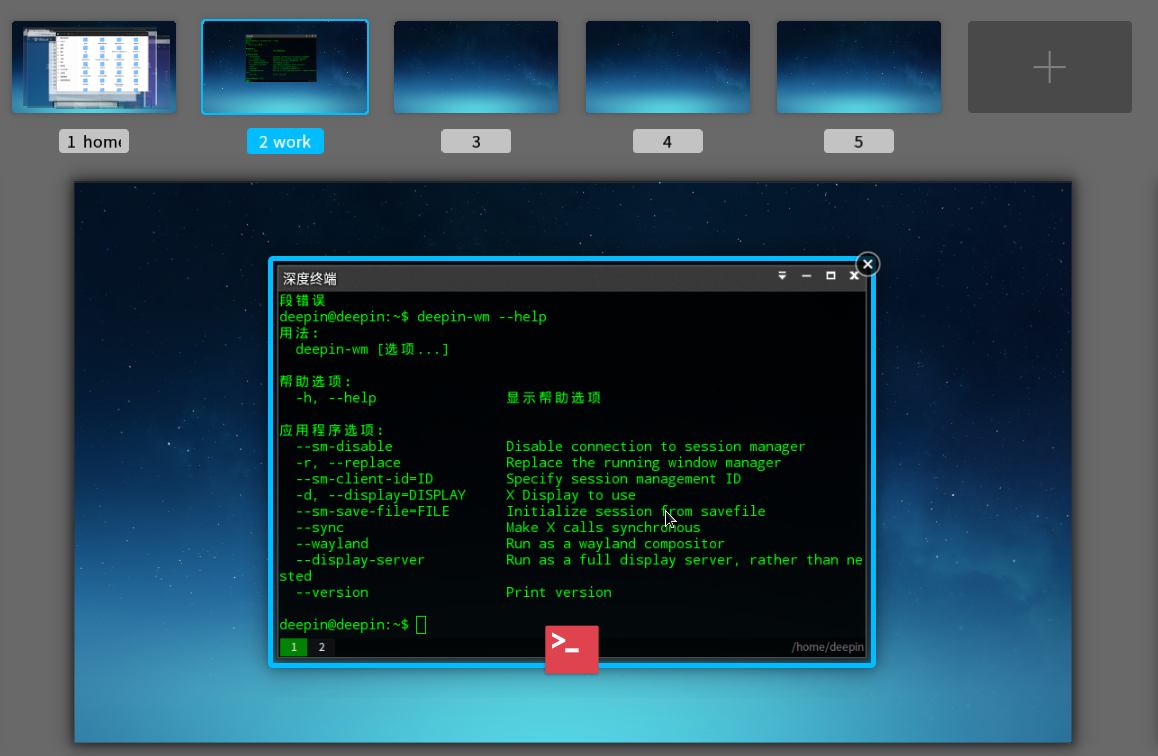 1 home
2 work
3
4
5
深度终端
段错误
deepin@deepin:~$ deepin-wm --help
用法:
deepin-wm [选项...]
帮助选项:
-h, --help 显示帮助选项
应用程序选项:
--sm-disable Disable connection to session manager
-r, --replace Replace the running window manager
--sm-client-id=ID Specify session management ID
-d, --display=DISPLAY X Display to use
--sm-save-file=FILE Initialize session from savefile
--sync Make X calls synchronous
--wayland Run as a wayland compositor
--display-server Run as a full display server, rather than ne
sted
--version Print version
deepin@deepin:~$
1 2 /home/deepin